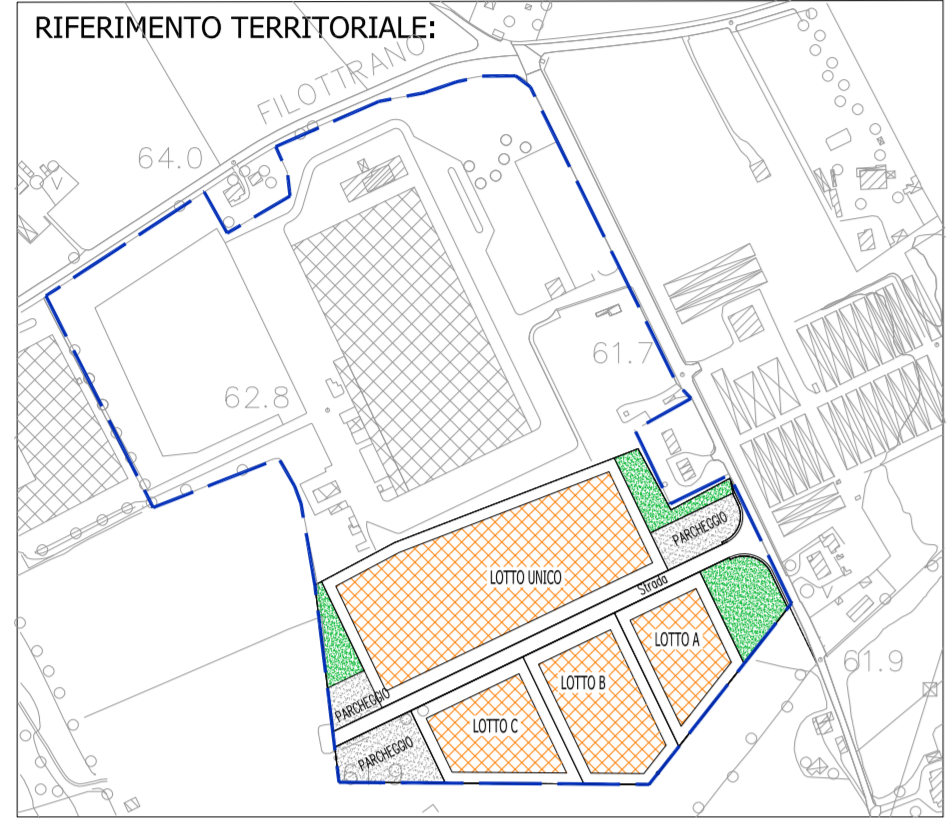 RIFERIMENTO TERRITORIALE:
FILOTTRANO
64.0
61.7
62.8
PARCHEGGIO
LOTTO UNICO
Strada
LOTTO A
61.9
LOTTO B
PARCHEGGIO
LOTTO C
PARCHEGGIO